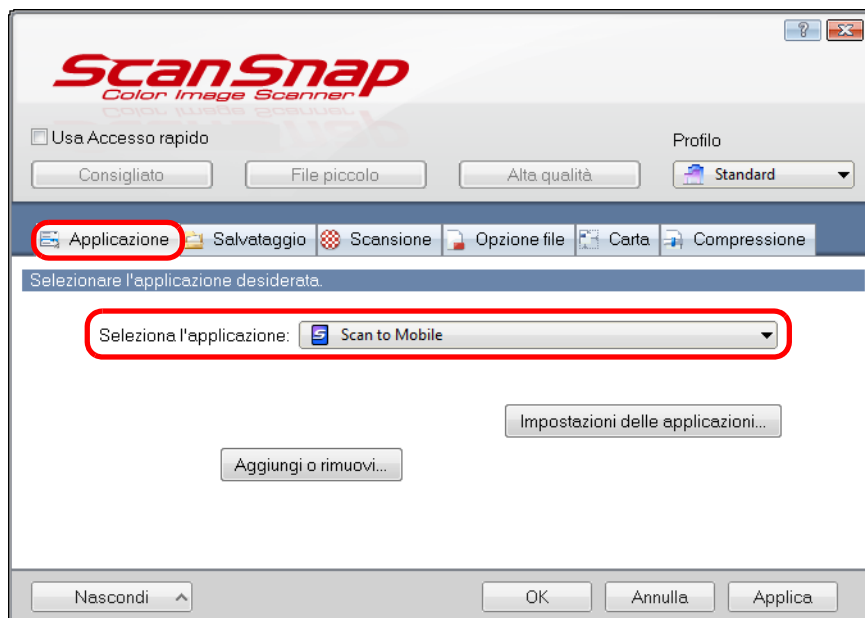 ScanSnap
Color Image Scanner
Usa Accesso rapido
Profilo
Consigliato File piccolo Alta qualità Standard
Applicazione Salvataggio Scansione Opzione file Carta Compressione
Selezionare l'applicazione desiderata.
Seleziona l'applicazione: Scan to Mobile
Impostazioni delle applicazioni...
Aggiungi o rimuovi...
Nascondi OK Annulla Applica